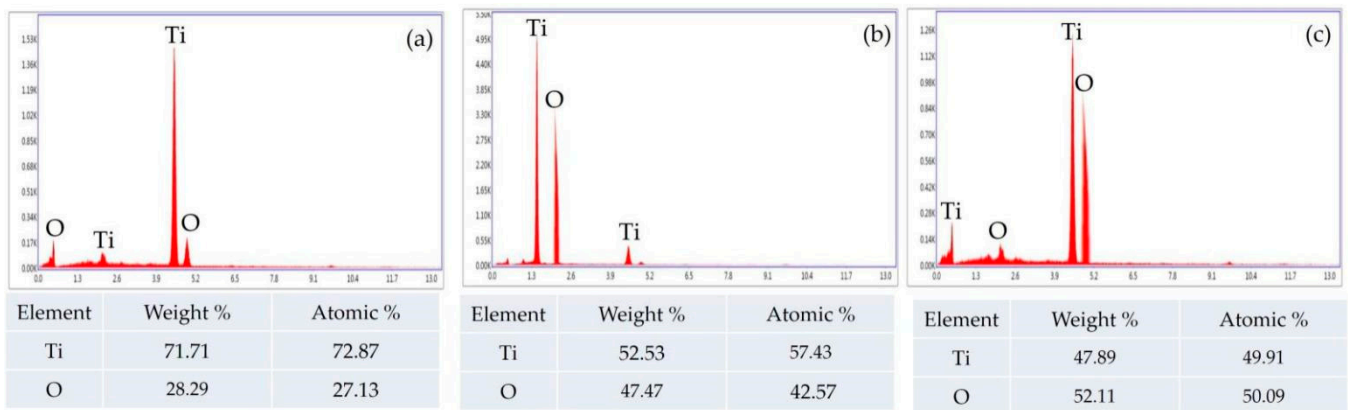 (a)
Ti
O
Ti
O
1.53K
1.36K
1.19K
1.02K
0.85K
0.68K
0.51K
0.34K
0.17K
0.00K
0.0 1.3 2.6 3.9 5.2 6.5 7.8 9.1 10.4 11.7 13.0
Element Weight % Atomic %
Ti 71.71 72.87
O 28.29 27.13
(b)
Ti
O
Ti
5.50K
4.95K
4.40K
3.85K
3.30K
2.75K
2.20K
1.65K
1.10K
0.55K
0.00K
0.0 1.3 2.6 3.9 5.2 6.5 7.8 9.1 10.4 11.7 13.0
Element Weight % Atomic %
Ti 52.53 57.43
O 47.47 42.57
(c)
Ti
O
Ti
O
1.26K
1.12K
0.98K
0.84K
0.70K
0.56K
0.42K
0.28K
0.14K
0.00K
0.0 1.3 2.6 3.9 5.2 6.5 7.8 9.1 10.4 11.7 13.0
Element Weight % Atomic %
Ti 47.89 49.91
O 52.11 50.09